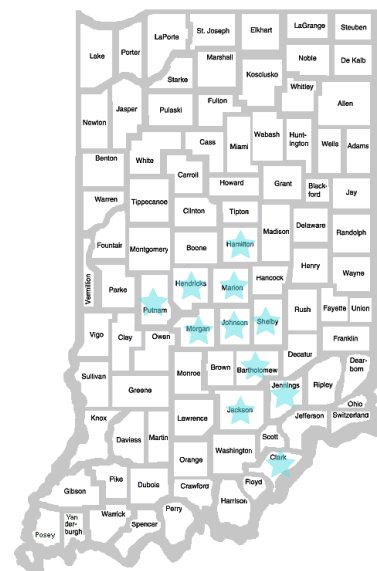 LaPorte
St. Joseph
Elkhart
LaGrange
Steuben
Lake
Porter
Marshall
Noble
De Kalb
Starke
Kosciusko
Whitley
Jasper
Pulaski
Fulton
Allen
Newton
Cass
Miami
Wabash
Hunt-
ington
Wells
Adams
Benton
White
Carroll
Howard
Grant
Black-
ford
Jay
Warren
Tippocanoe
Clinton
Tipton
Madison
Delaware
Randolph
Fountair
Montgomery
Boone
Hamilton
Henry
Wayne
Vermillion
Parke
Putnam
Hendricks
Marion
Hancock
Rush
Fayette
Union
Vigo
Clay
Owen
Morgan
Johnson
Shelby
Franklin
Decatur
Dear-
born
Sullivan
Greene
Monroe
Brown
Bartholomew
Jennings
Ripley
Ohio
Switzerland
Knox
Daviess
Martin
Lawrence
Jackson
Jefferson
Scott
Washington
Orange
Clark
Floyd
Gibson
Pike
Dubois
Crawford
Harrison
Posey
Van
der-
burgh
Warrick
Spencer
Perry